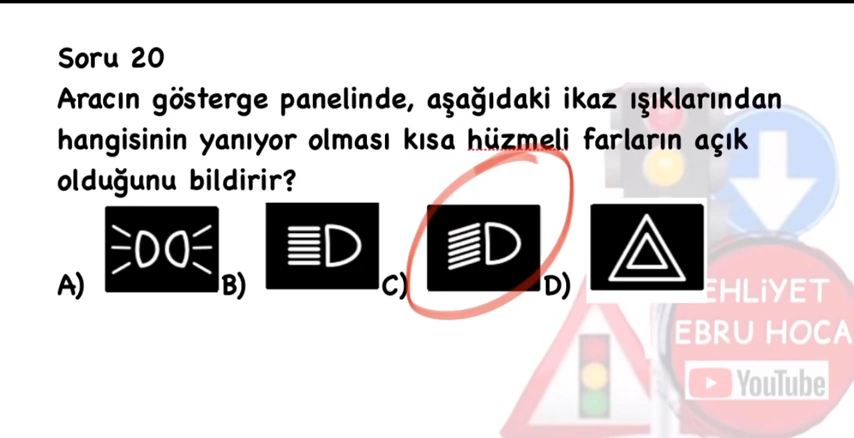 Soru 20
Aracın gösterge panelinde, aşağıdaki ikaz ışıklarından
hangisinin yanıyor olması kısa hüzmeli farların açık
olduğunu bildirir?
A) B) C) D)
EHLİYET
EBRU HOCA
YouTube